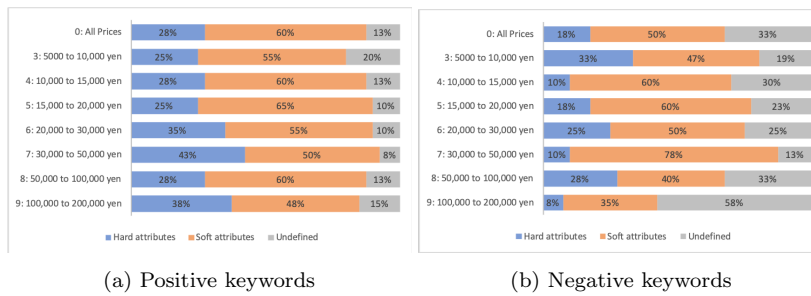 0: All Prices 28% 60% 13%
3: 5000 to 10,000 yen 25% 55% 20%
4: 10,000 to 15,000 yen 28% 60% 13%
5: 15,000 to 20,000 yen 25% 65% 10%
6: 20,000 to 30,000 yen 35% 55% 10%
7: 30,000 to 50,000 yen 43% 50% 8%
8: 50,000 to 100,000 yen 28% 60% 13%
9: 100,000 to 200,000 yen 38% 48% 15%
Hard attributes Soft attributes Undefined
(a) Positive keywords
0: All Prices 18% 50% 33%
3: 5000 to 10,000 yen 33% 47% 19%
4: 10,000 to 15,000 yen 10% 60% 30%
5: 15,000 to 20,000 yen 18% 60% 23%
6: 20,000 to 30,000 yen 25% 50% 25%
7: 30,000 to 50,000 yen 10% 78% 13%
8: 50,000 to 100,000 yen 28% 40% 33%
9: 100,000 to 200,000 yen 8% 35% 58%
Hard attributes Soft attributes Undefined
(b) Negative keywords